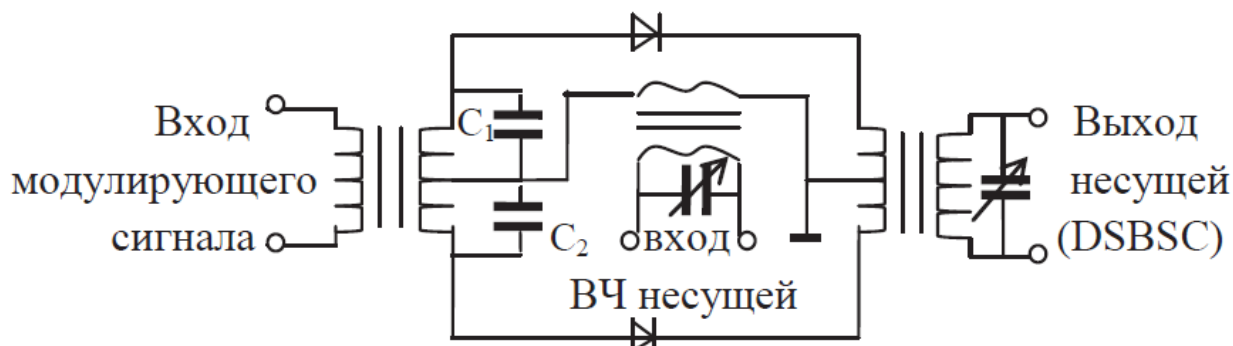 Вход
модулирующего
сигнала
C1
C2
вход
ВЧ несущей
Выход
несущей
(DSBSC)